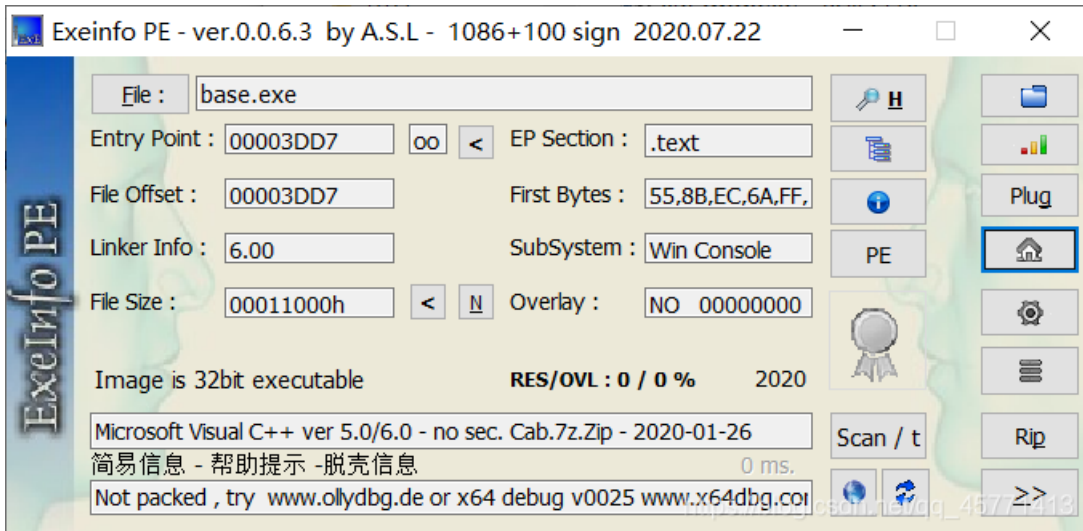 Exeinfo PE - ver.0.0.6.3 by A.S.L - 1086+100 sign 2020.07.22
ExeInfo PE
File : base.exe H
Entry Point : 00003DD7 oo < EP Section : .text
File Offset : 00003DD7 First Bytes : 55,8B,EC,6A,FF, Plug
Linker Info : 6.00 SubSystem : Win Console PE
File Size : 00011000h < N Overlay : NO 00000000
Image is 32bit executable RES/OVL : 0 / 0 % 2020
Microsoft Visual C++ ver 5.0/6.0 - no sec. Cab.7z.Zip - 2020-01-26 Scan / t Rip
简易信息 - 帮助提示 -脱壳信息 0 ms.
Not packed , try www.ollydbg.de or x64 debug v0025 www.x64dbg.cor >>